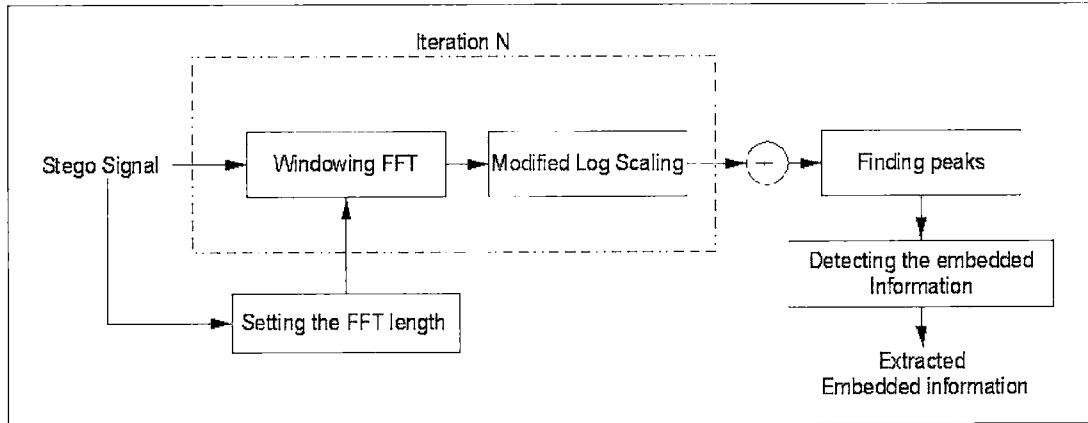 Iteration N
Stego Signal
Windowing FFT
Modified Log Scaling
+
Finding peaks
Setting the FFT length
Detecting the embedded
Information
Extracted
Embedded information